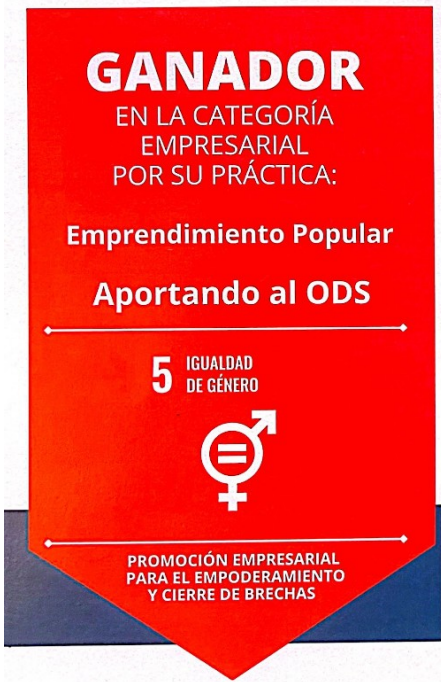 GANADOR
EN LA CATEGORÍA
EMPRESARIAL
POR SU PRÁCTICA:
Emprendimiento Popular
Aportando al ODS
5 IGUALDAD
DE GÉNERO
PROMOCIÓN EMPRESARIAL
PARA EL EMPODERAMIENTO
Y CIERRE DE BRECHAS